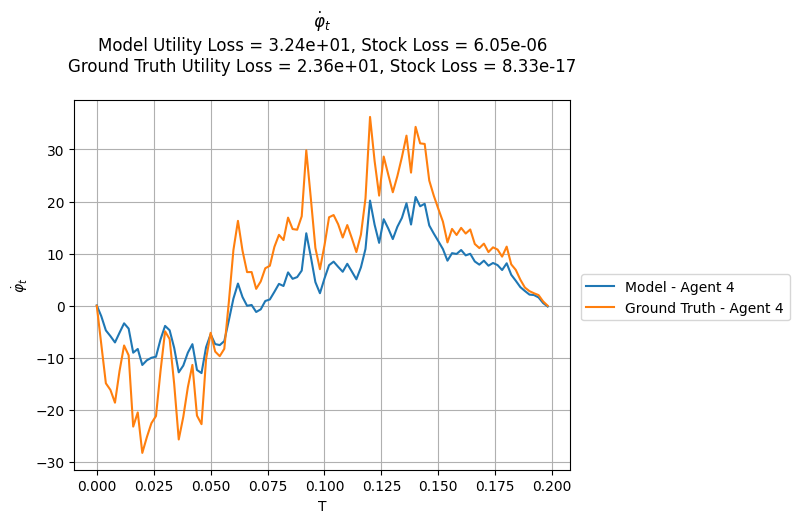 φ̇ₜ
Model Utility Loss = 3.24e+01, Stock Loss = 6.05e-06
Ground Truth Utility Loss = 2.36e+01, Stock Loss = 8.33e-17
φ̇ₜ
30
20
10
0
−10
−20
−30
0.000
0.025
0.050
0.075
0.100
0.125
0.150
0.175
0.200
T
Model - Agent 4
Ground Truth - Agent 4